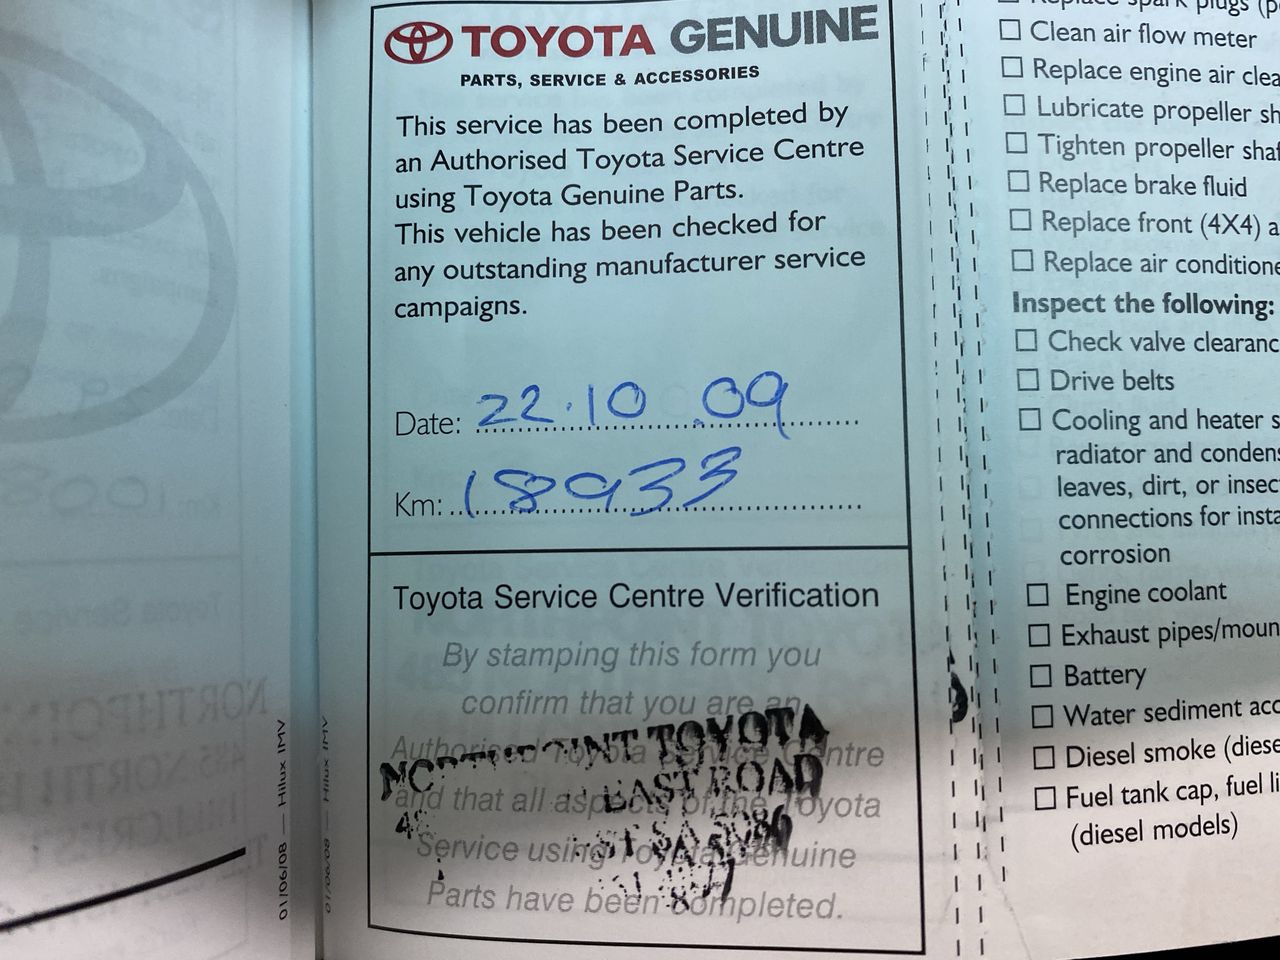 TOYOTA GENUINE
PARTS, SERVICE & ACCESSORIES
This service has been completed by
an Authorised Toyota Service Centre
using Toyota Genuine Parts.
This vehicle has been checked for
any outstanding manufacturer service
campaigns.
Date: 22.10.09
Km: 18933
Toyota Service Centre Verification
By stamping this form you
confirm that you are an
Authorised Toyota Service Centre
and that all aspects of the Toyota
Service using Toyota Genuine
Parts have been completed.
TOYOTA
EAST ROAD
SA 5086
01/06/08 — Hilux IMV
01/06/08 — Hilux IMV
Replace spark plugs
Clean air flow meter
Replace engine air clea
Lubricate propeller sh
Tighten propeller shaf
Replace brake fluid
Replace front (4X4) a
Replace air conditione
Inspect the following:
Check valve clearanc
Drive belts
Cooling and heater s
radiator and condens
leaves, dirt, or insec
connections for insta
corrosion
Engine coolant
Exhaust pipes/moun
Battery
Water sediment acc
Diesel smoke (diese
Fuel tank cap, fuel li
(diesel models)